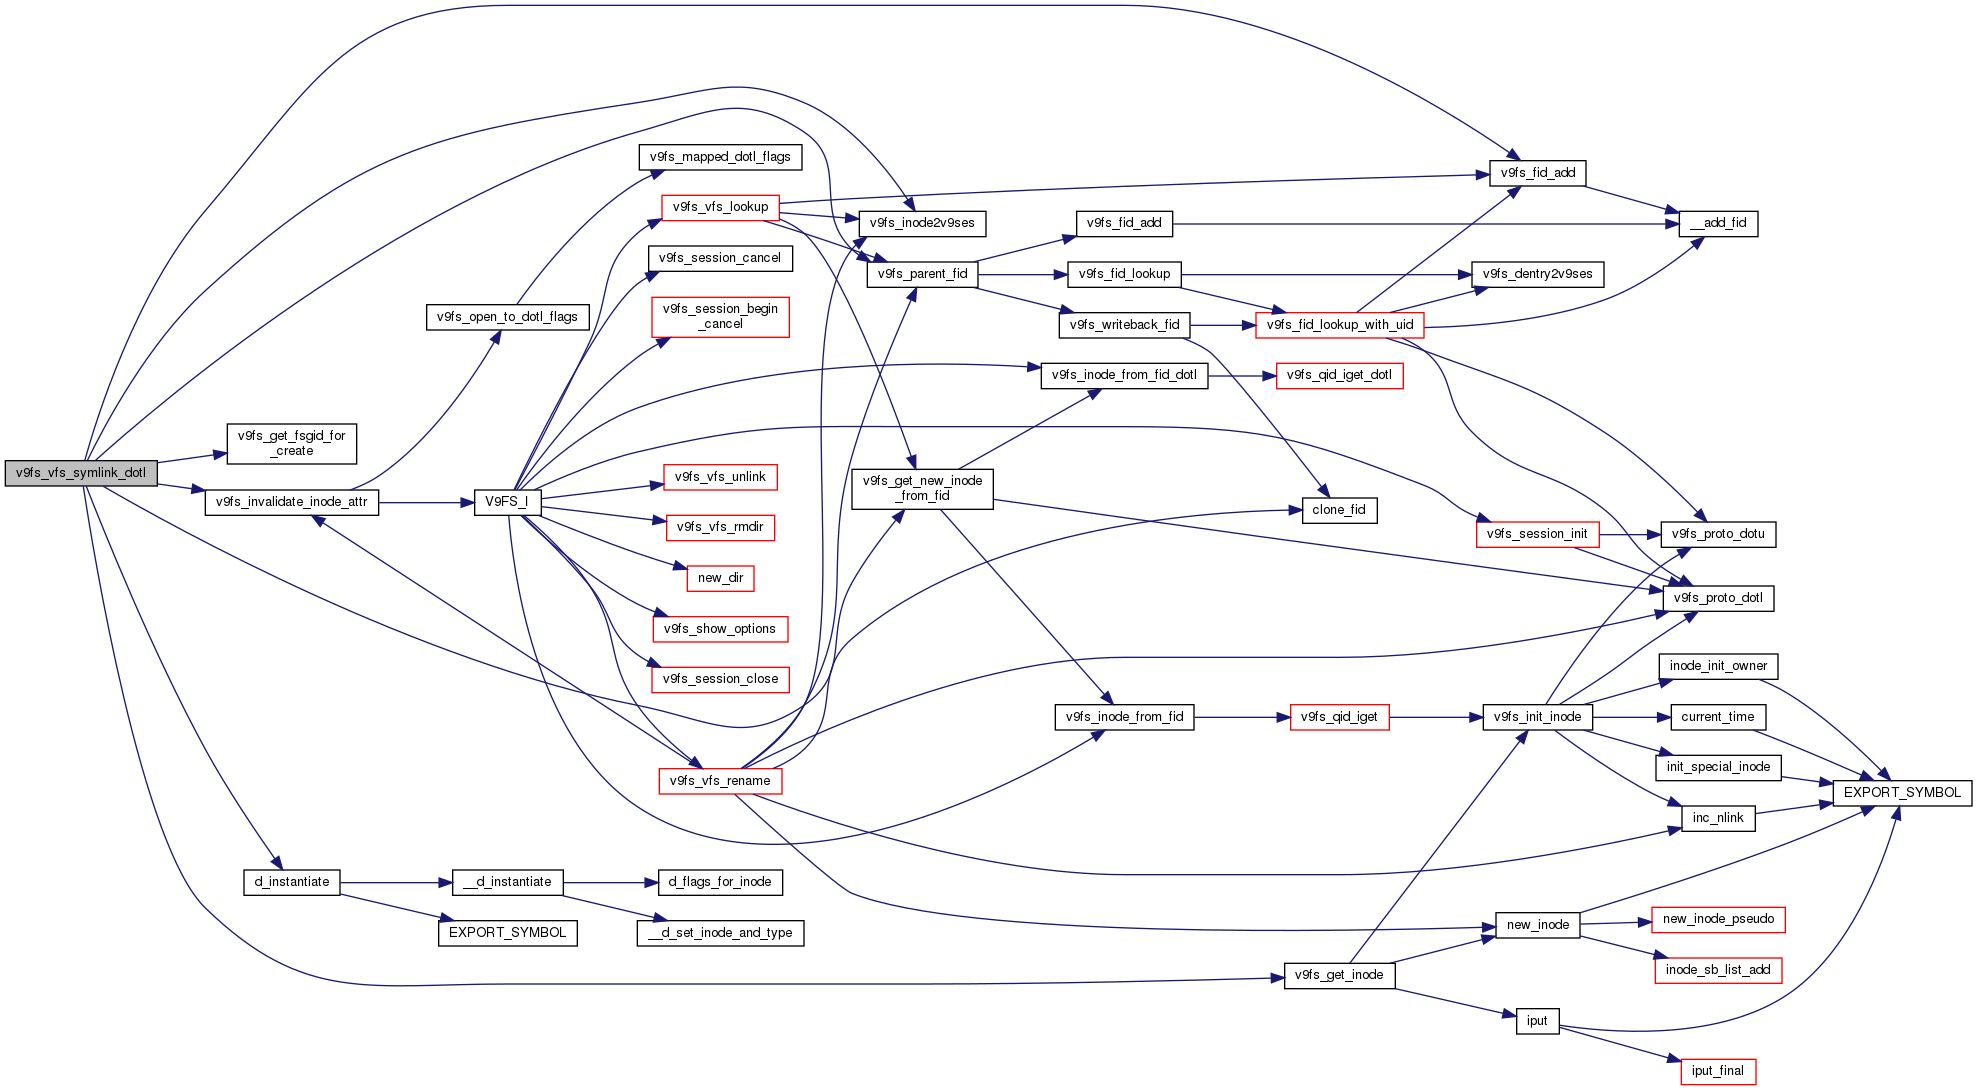 v9fs_vfs_symlink_dotl
v9fs_get_fsgid_for
_create
v9fs_invalidate_inode_attr
d_instantiate
v9fs_open_to_dotl_flags
V9FS_I
__d_instantiate
EXPORT_SYMBOL
v9fs_mapped_dotl_flags
v9fs_vfs_lookup
v9fs_session_cancel
v9fs_session_begin
_cancel
v9fs_vfs_unlink
v9fs_vfs_rmdir
new_dir
v9fs_show_options
v9fs_session_close
v9fs_vfs_rename
d_flags_for_inode
__d_set_inode_and_type
v9fs_inode2v9ses
v9fs_parent_fid
v9fs_get_new_inode
_from_fid
v9fs_fid_add
v9fs_fid_lookup
v9fs_writeback_fid
v9fs_inode_from_fid_dotl
v9fs_inode_from_fid
v9fs_fid_lookup_with_uid
v9fs_qid_iget_dotl
clone_fid
v9fs_qid_iget
v9fs_get_inode
v9fs_fid_add
v9fs_dentry2v9ses
v9fs_session_init
v9fs_init_inode
new_inode
iput
__add_fid
v9fs_proto_dotu
v9fs_proto_dotl
inode_init_owner
current_time
init_special_inode
inc_nlink
EXPORT_SYMBOL
new_inode_pseudo
inode_sb_list_add
iput_final